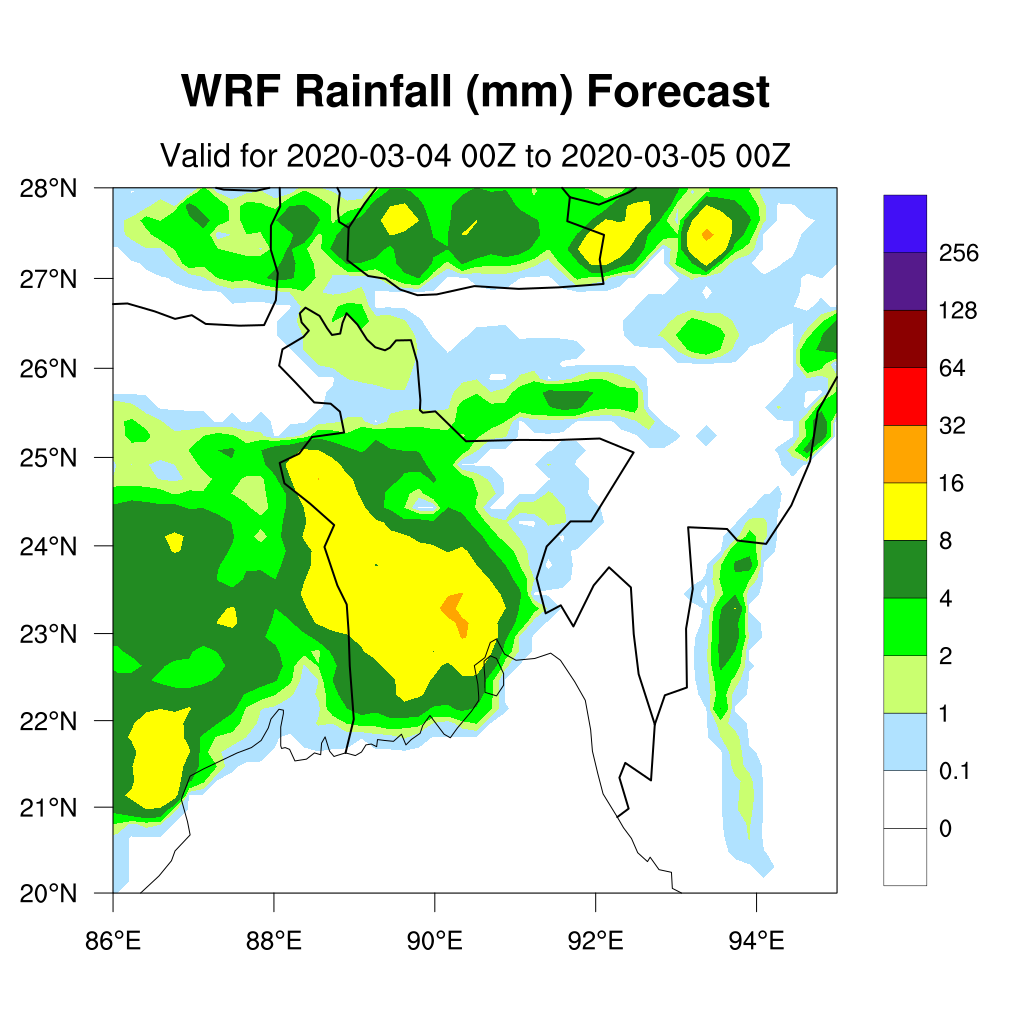 WRF Rainfall (mm) Forecast
Valid for 2020-03-04 00Z to 2020-03-05 00Z
28°N
27°N
26°N
25°N
24°N
23°N
22°N
21°N
20°N
86°E 88°E 90°E 92°E 94°E
256
128
64
32
16
8
4
2
1
0.1
0